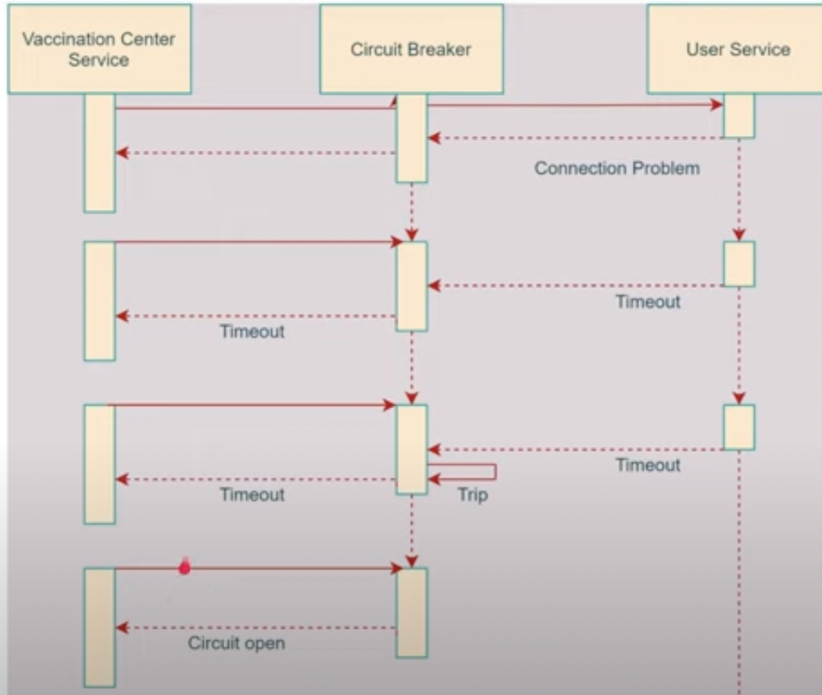 Vaccination Center
Service
Circuit Breaker
User Service
Connection Problem
Timeout
Timeout
Timeout
Timeout
Trip
Circuit open